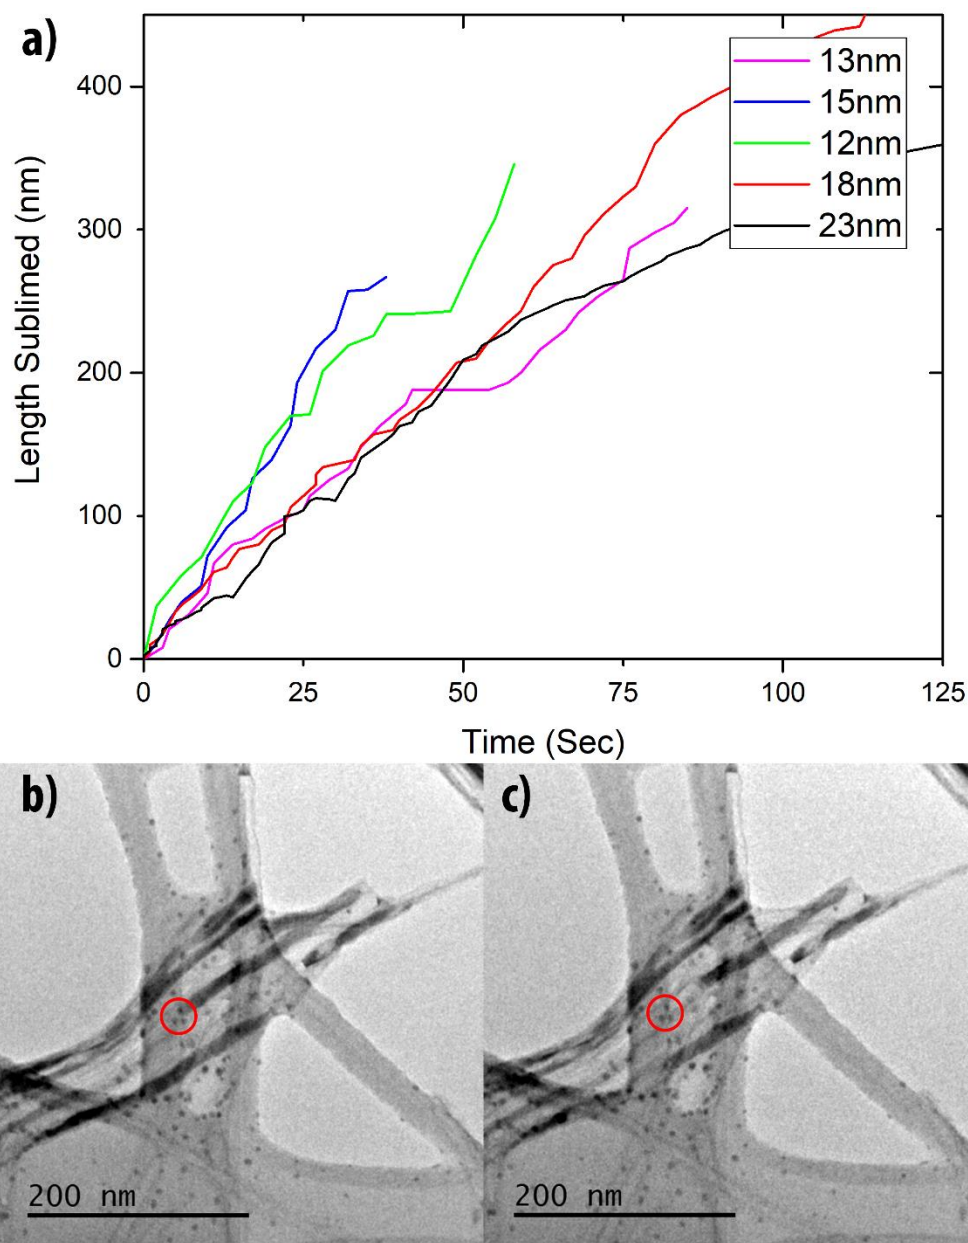 a)
Length Sublimed (nm)
400
300
200
100
0
0 25 50 75 100 125
Time (Sec)
13nm
15nm
12nm
18nm
23nm
b)
c)
200 nm
200 nm